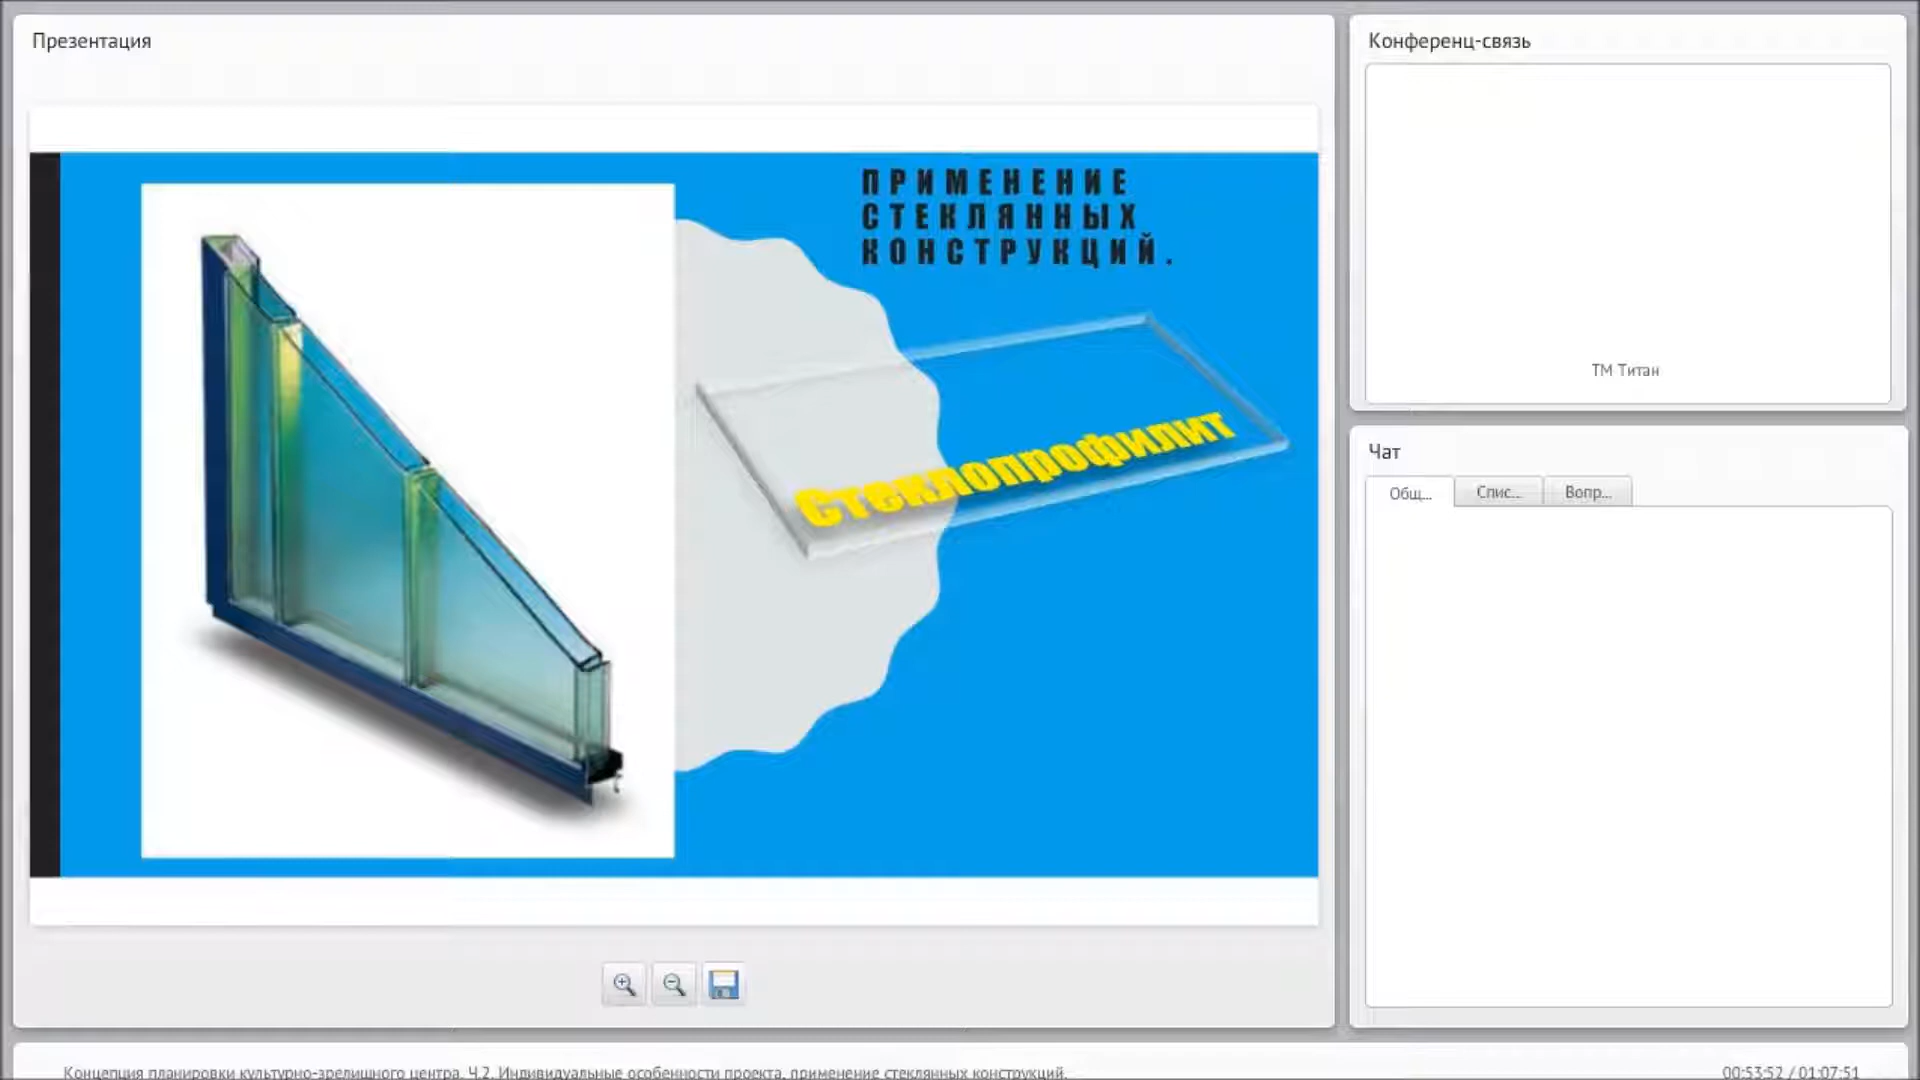 Презентация
ПРИМЕНЕНИЕ
СТЕКЛЯННЫХ
КОНСТРУКЦИЙ.
Стеклопрофилит
Конференц-связь
ТМ Титан
Чат
Общ... Спис... Вопр...
Концепция планировки культурно-зрелищного центра. Ч.2. Индивидуальные особенности проекта, применение стеклянных конструкций.
00:53:52 / 01:07:51